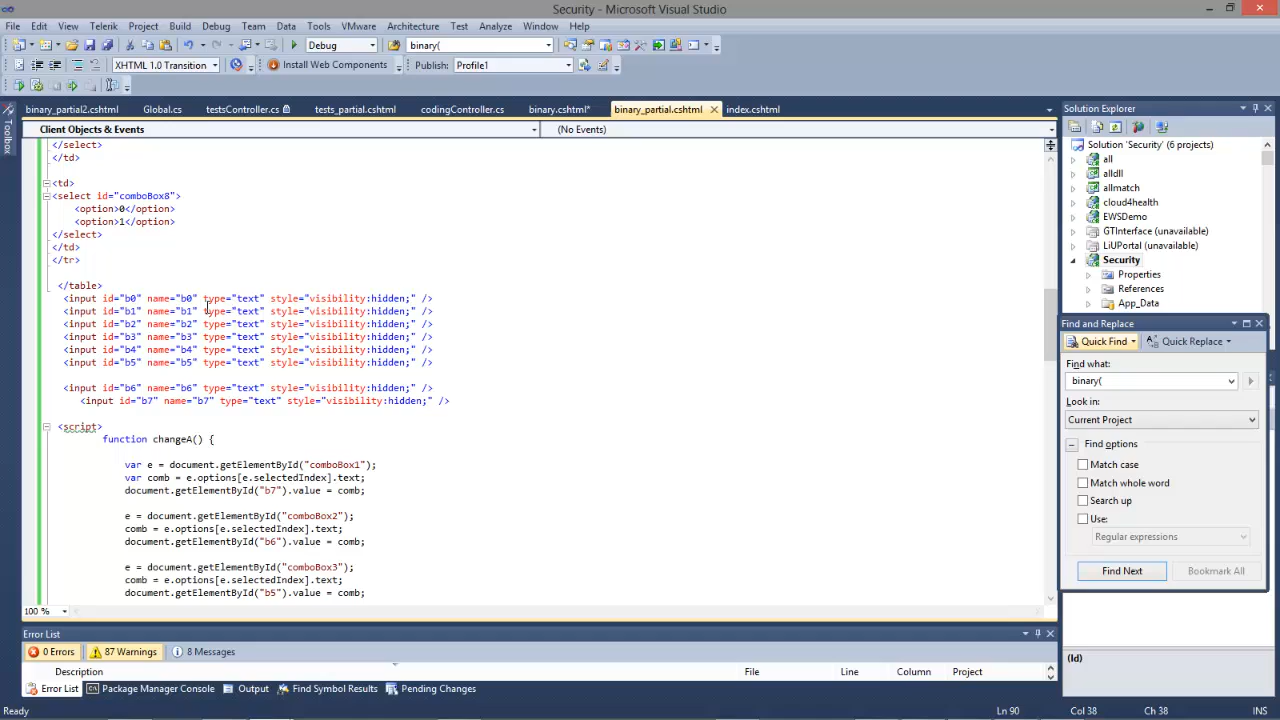 Security - Microsoft Visual Studio
File Edit View Telerik Project Build Debug Team Data Tools VMware Architecture Test Analyze Window Help
Debug binary(
XHTML 1.0 Transition Install Web Components Publish: Profile1
Toolbox
binary_partial2.cshtml Global.cs testsController.cs tests_partial.cshtml codingController.cs binary.cshtml* binary_partial.cshtml index.cshtml
Client Objects & Events (No Events)
</select>
</td>
<td>
<select id="comboBox8">
<option>0</option>
<option>1</option>
</select>
</td>
</tr>
</table>
<input id="b0" name="b0" type="text" style="visibility:hidden;" />
<input id="b1" name="b1" type="text" style="visibility:hidden;" />
<input id="b2" name="b2" type="text" style="visibility:hidden;" />
<input id="b3" name="b3" type="text" style="visibility:hidden;" />
<input id="b4" name="b4" type="text" style="visibility:hidden;" />
<input id="b5" name="b5" type="text" style="visibility:hidden;" />
<input id="b6" name="b6" type="text" style="visibility:hidden;" />
<input id="b7" name="b7" type="text" style="visibility:hidden;" />
<script>
function changeA() {
var e = document.getElementById("comboBox1");
var comb = e.options[e.selectedIndex].text;
document.getElementById("b7").value = comb;
e = document.getElementById("comboBox2");
comb = e.options[e.selectedIndex].text;
document.getElementById("b6").value = comb;
e = document.getElementById("comboBox3");
comb = e.options[e.selectedIndex].text;
document.getElementById("b5").value = comb;
100 %
Solution Explorer
Solution 'Security' (6 projects)
all
alldll
allmatch
cloud4health
EWSDemo
GTInterface (unavailable)
LiUPortal (unavailable)
Security
Properties
References
App_Data
Find and Replace
Quick Find Quick Replace
Find what:
binary(
Look in:
Current Project
Find options
Match case
Match whole word
Search up
Use:
Regular expressions
Find Next Bookmark All
(Id)
Error List
0 Errors 87 Warnings 8 Messages
Description File Line Column Project
Error List Package Manager Console Output Find Symbol Results Pending Changes
Ready Ln 90 Col 38 Ch 38 INS